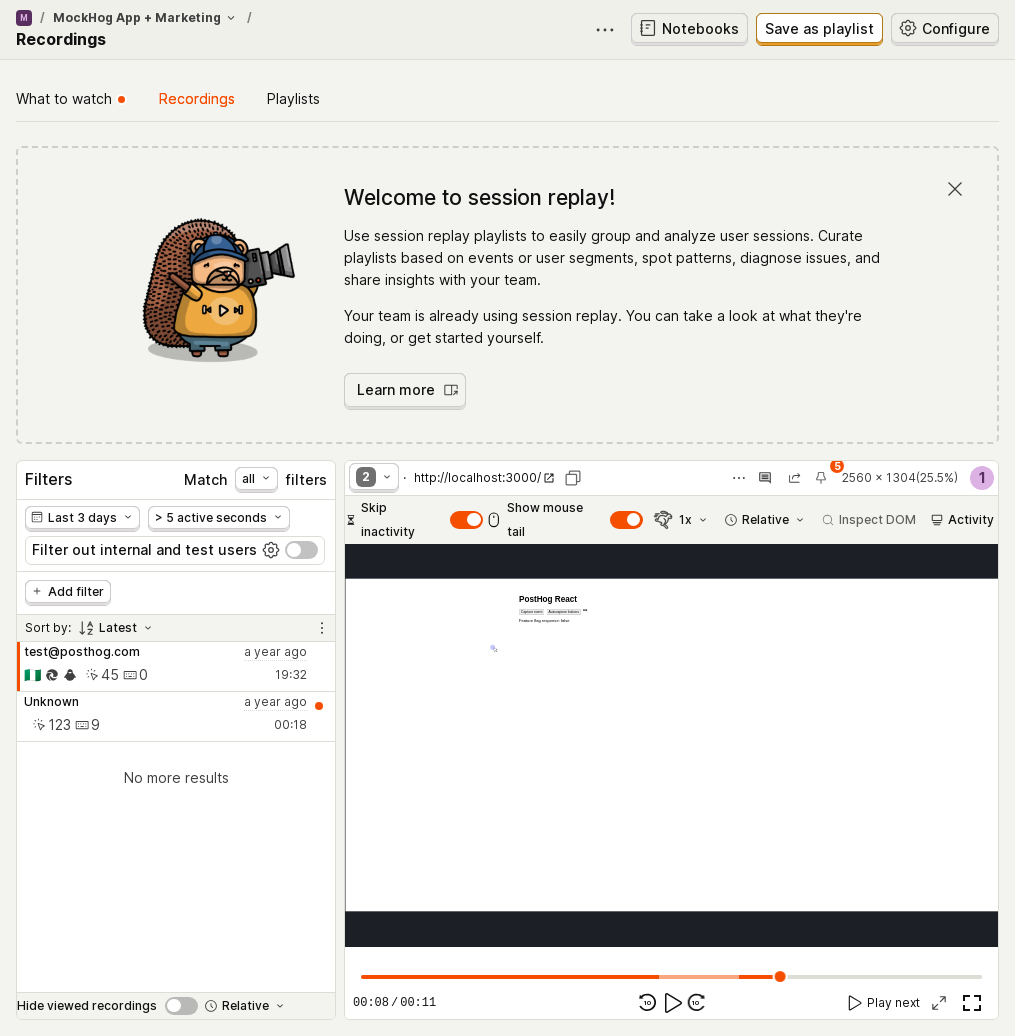 M / MockHog App + Marketing /
Recordings
Notebooks
Save as playlist
Configure
What to watch
Recordings
Playlists
Welcome to session replay!
Use session replay playlists to easily group and analyze user sessions. Curate
playlists based on events or user segments, spot patterns, diagnose issues, and
share insights with your team.
Your team is already using session replay. You can take a look at what they're
doing, or get started yourself.
Learn more
Filters
Match all filters
Last 3 days
> 5 active seconds
Filter out internal and test users
+ Add filter
Sort by: Latest
test@posthog.com a year ago
45 0 19:32
Unknown a year ago
123 9 00:18
No more results
Hide viewed recordings
Relative
2 · http://localhost:3000/
5
2560 × 1304(25.5%)
1
Skip
inactivity
Show mouse
tail
1x
Relative
Inspect DOM
Activity
PostHog React
Capture event Autocapture buttons
Feature flag response: false
00:08 / 00:11
10
10
Play next